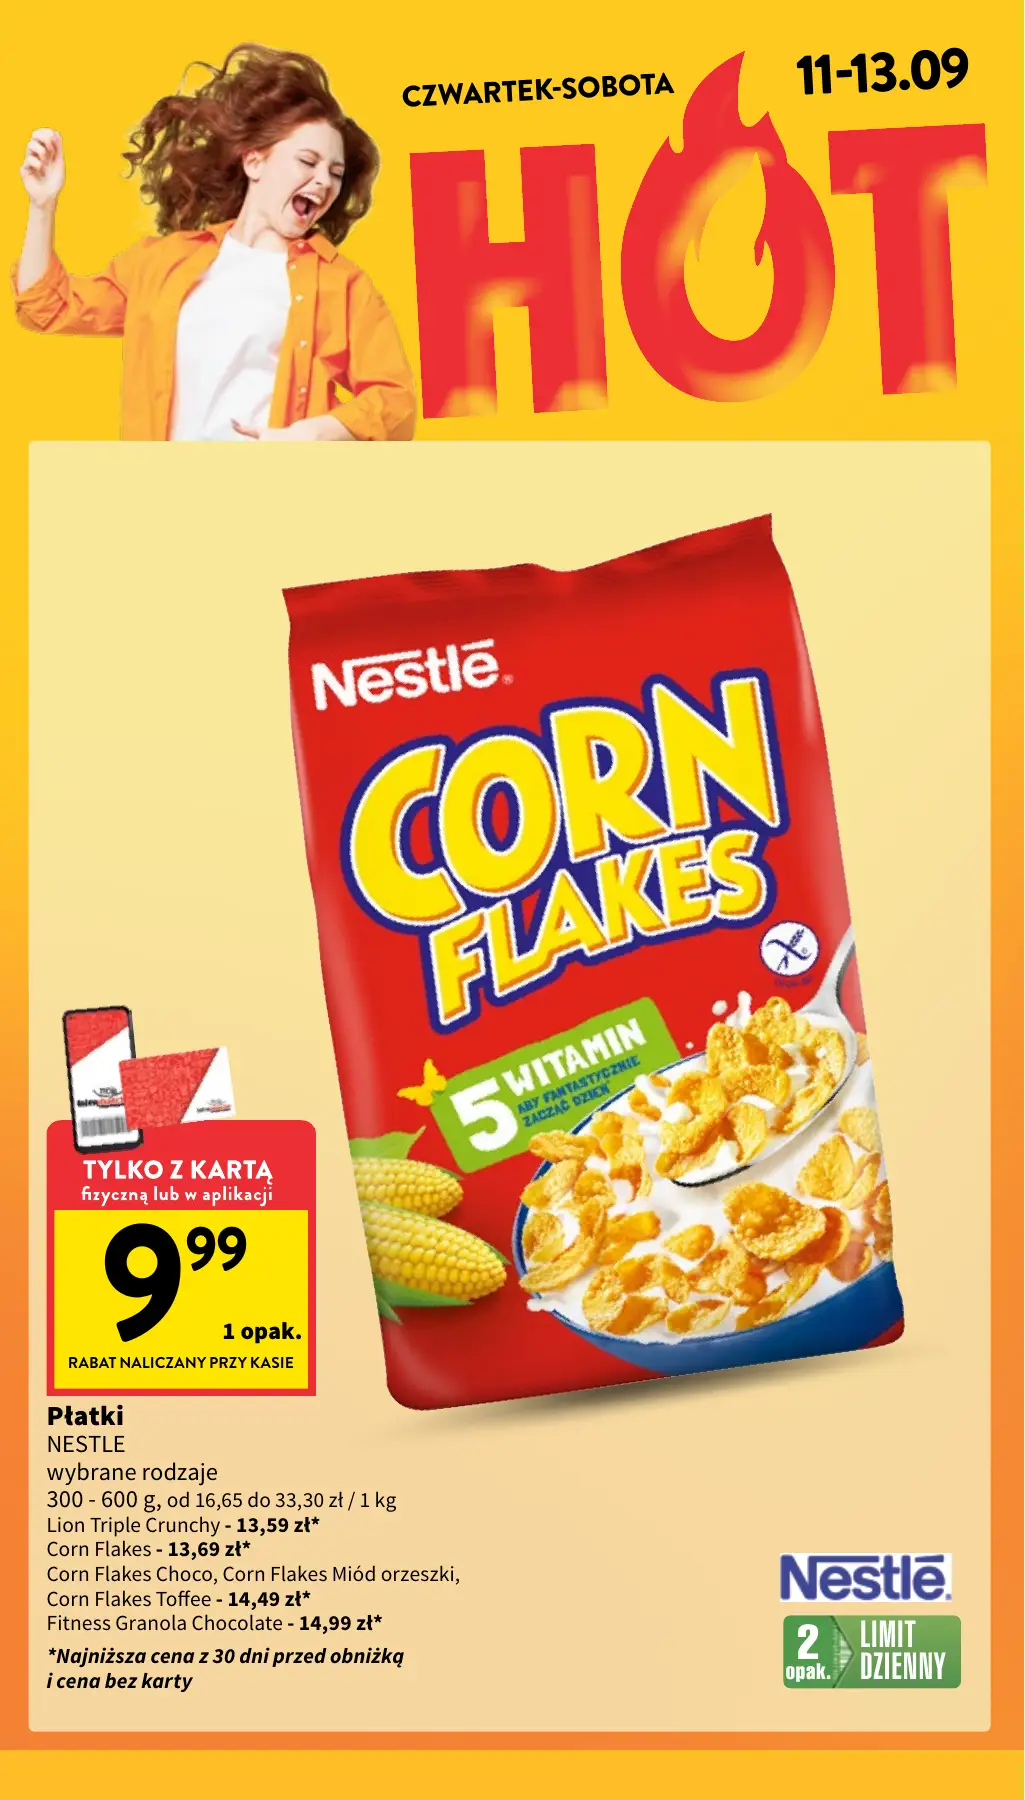 CZWARTEK-SOBOTA
11-13.09
HOT
Nestlé®
CORN
FLAKES
5 WITAMIN
ABY FANTASTYCZNIE
ZACZĄĆ DZIEŃ
TYLKO Z KARTĄ
fizyczną lub w aplikacji
9 99
1 opak.
RABAT NALICZANY PRZY KASIE
Płatki
NESTLE
wybrane rodzaje
300 - 600 g, od 16,65 do 33,30 zł / 1 kg
Lion Triple Crunchy - 13,59 zł*
Corn Flakes - 13,69 zł*
Corn Flakes Choco, Corn Flakes Miód orzeszki,
Corn Flakes Toffee - 14,49 zł*
Fitness Granola Chocolate - 14,99 zł*
*Najniższa cena z 30 dni przed obniżką
i cena bez karty
Nestlé
2 opak.
LIMIT
DZIENNY